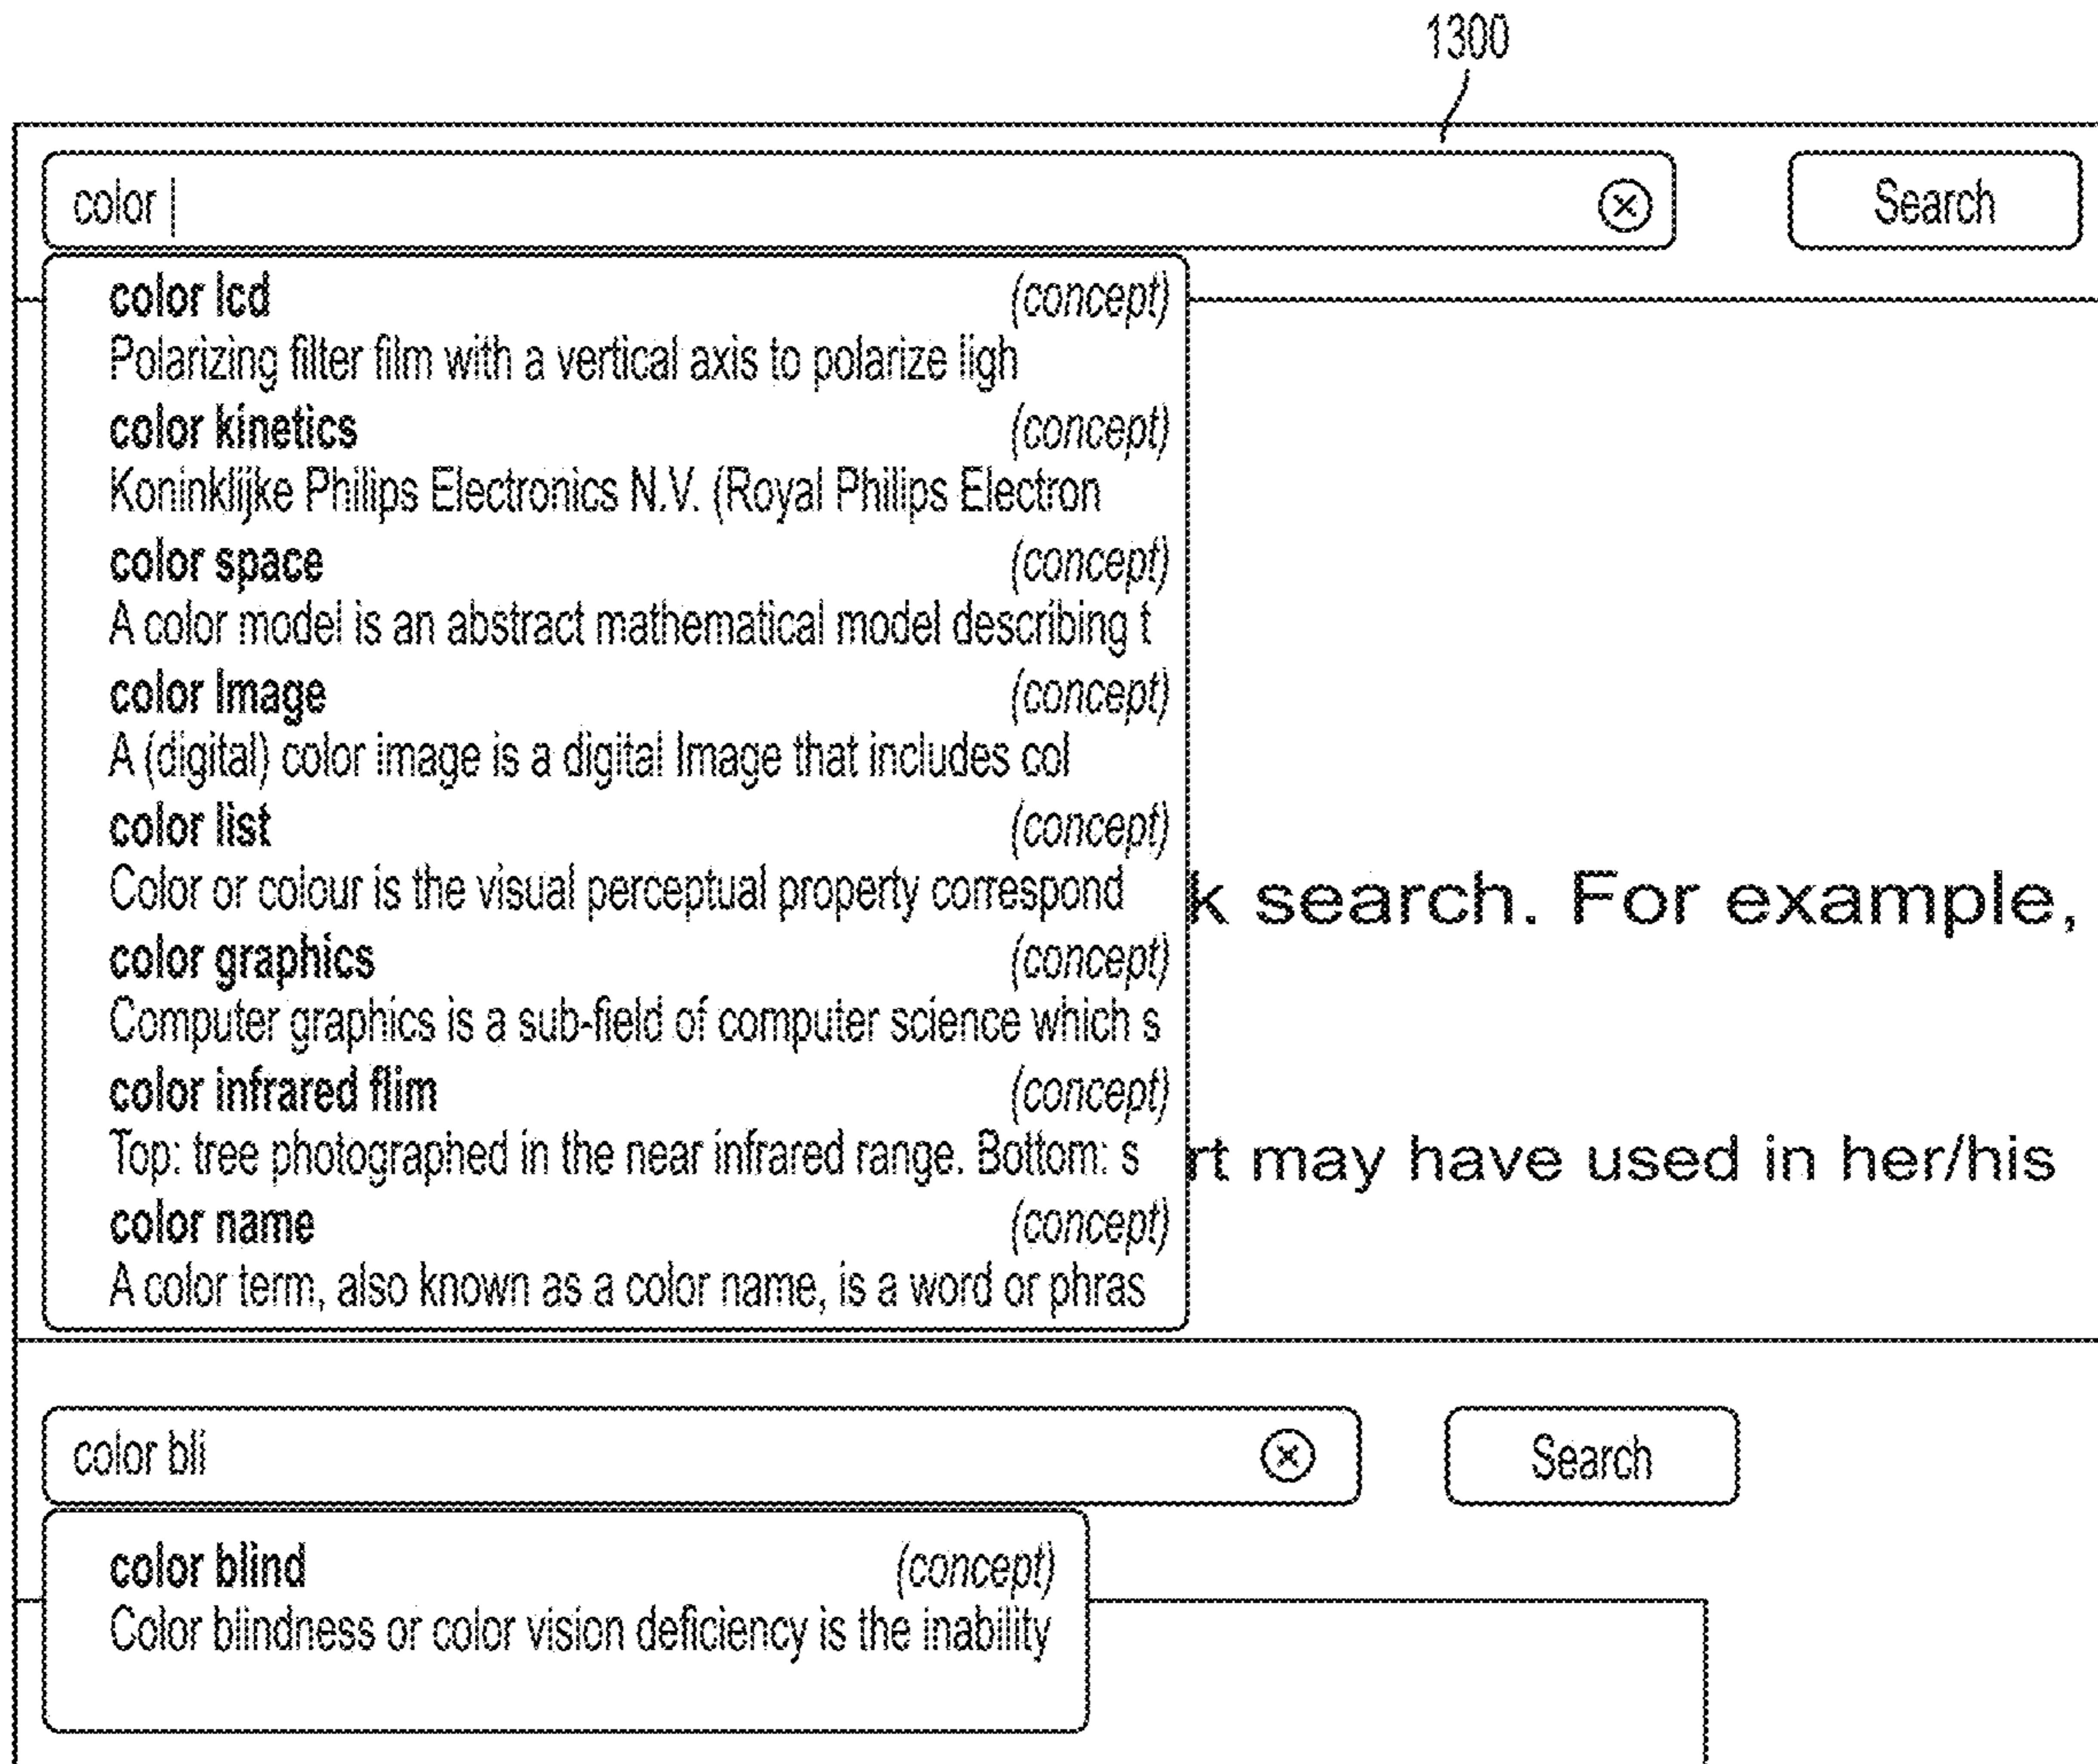 1300
color | Search
color lcd (concept)
Polarizing filter film with a vertical axis to polarize ligh
color kinetics (concept)
Koninklijke Philips Electronics N.V. (Royal Philips Electron
color space (concept)
A color model is an abstract mathematical model describing t
color Image (concept)
A (digital) color image is a digital Image that includes col
color list (concept)
Color or colour is the visual perceptual property correspond
k search. For example,
color graphics (concept)
Computer graphics is a sub-field of computer science which s
color infrared flim (concept)
Top: tree photographed in the near infrared range. Bottom: s
rt may have used in her/his
color name (concept)
A color term, also known as a color name, is a word or phras
color bli Search
color blind (concept)
Color blindness or color vision deficiency is the inability